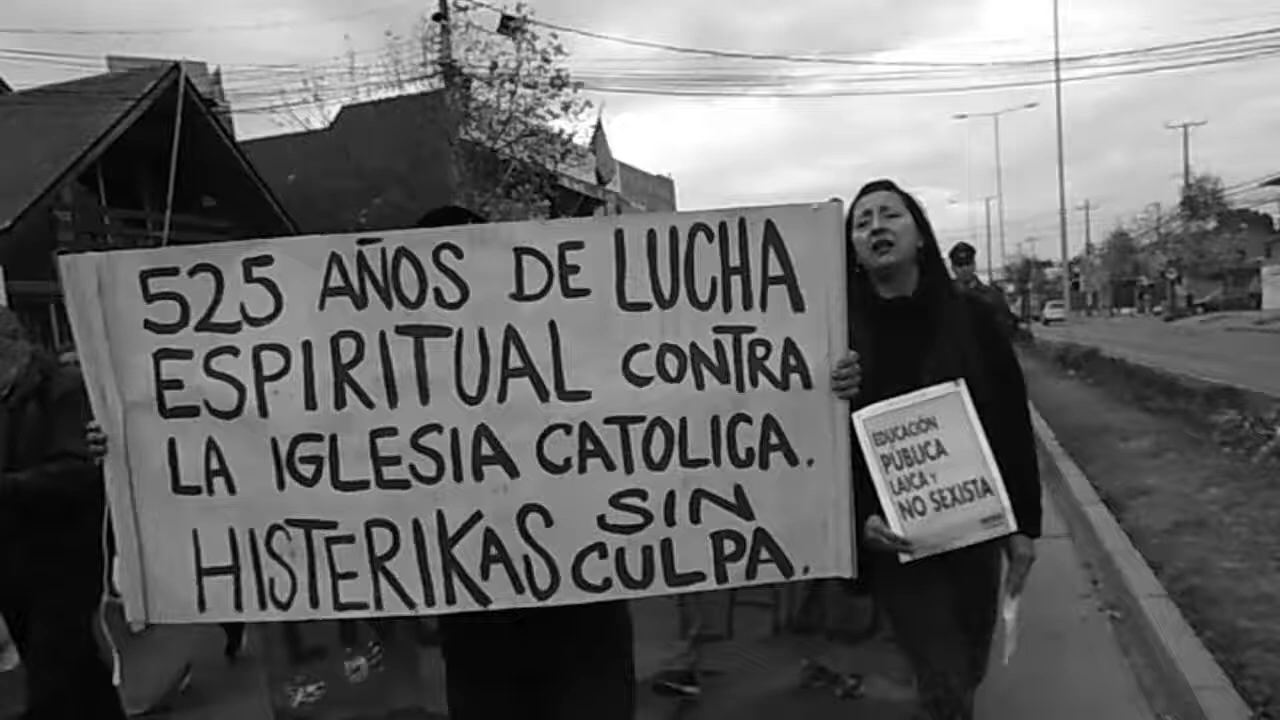 525 AÑOS DE LUCHA
ESPIRITUAL CONTRA
LA IGLESIA CATOLICA.
HISTERIKAS SIN
CULPA.
EDUCACIÓN
PÚBLICA
LAICA Y
NO SEXISTA